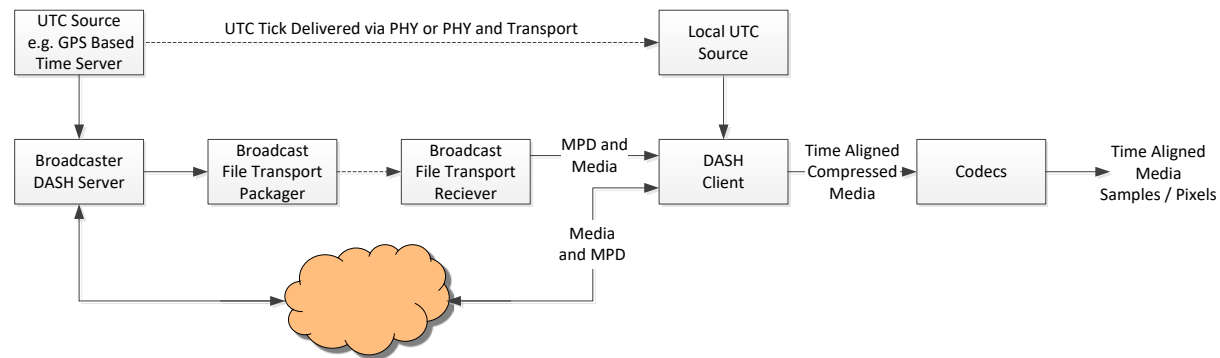 UTC Source
e.g. GPS Based
Time Server
UTC Tick Delivered via PHY or PHY and Transport
Local UTC
Source
Broadcaster
DASH Server
Broadcast
File Transport
Packager
Broadcast
File Transport
Reciever
MPD and
Media
DASH
Client
Time Aligned
Compressed
Media
Codecs
Time Aligned
Media
Samples / Pixels
Media
and MPD